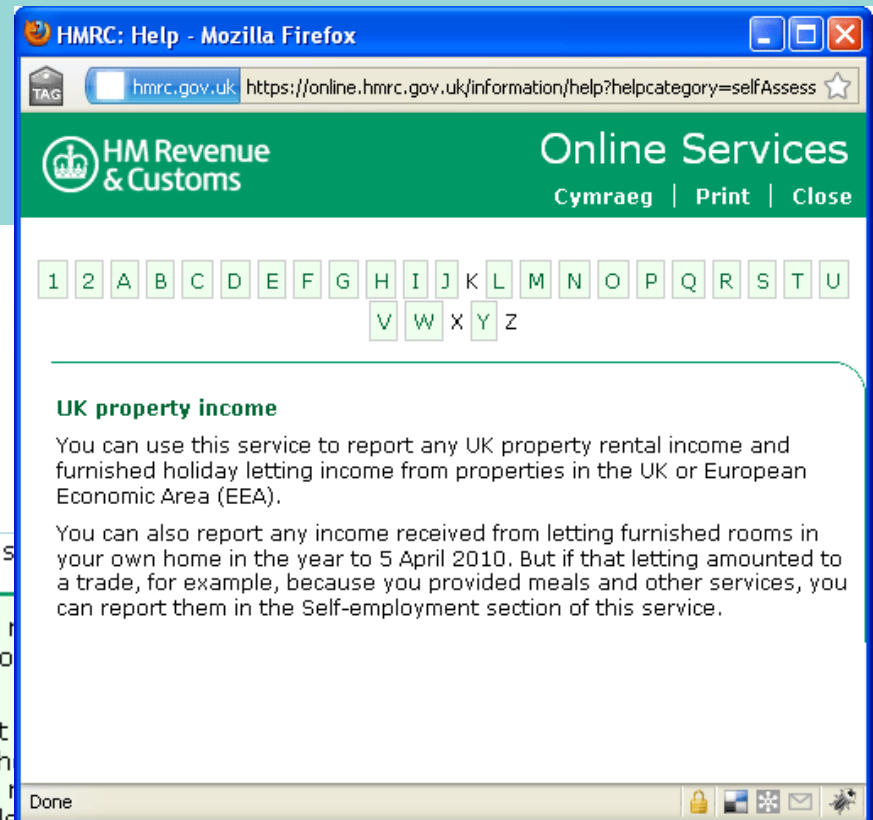 HMRC: Help - Mozilla Firefox
TAG hmrc.gov.uk https://online.hmrc.gov.uk/information/help?helpcategory=selfAssess
HM Revenue
& Customs
Online Services
Cymraeg | Print | Close
1 2 A B C D E F G H I J K L M N O P Q R S T U
V W X Y Z
UK property income
You can use this service to report any UK property rental income and
furnished holiday letting income from properties in the UK or European
Economic Area (EEA).
You can also report any income received from letting furnished rooms in
your own home in the year to 5 April 2010. But if that letting amounted to
a trade, for example, because you provided meals and other services, you
can report them in the Self-employment section of this service.
Done